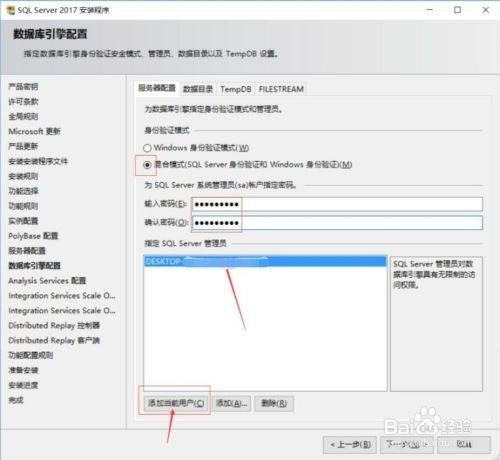 SQL Server 2017 安装程序
数据库引擎配置
指定数据库引擎身份验证安全模式、管理员、数据目录以及 TempDB 设置。
产品密钥
许可条款
全局规则
Microsoft 更新
产品更新
安装安装程序文件
安装规则
功能选择
功能规则
实例配置
PolyBase 配置
服务器配置
数据库引擎配置
Analysis Services 配置
Integration Services Scale O...
Integration Services Scale O...
Distributed Replay 控制器
Distributed Replay 客户端
功能配置规则
准备安装
安装进度
完成
服务器配置 数据目录 TempDB FILESTREAM
为数据库引擎指定身份验证模式和管理员。
身份验证模式
Windows 身份验证模式(W)
混合模式(SQL Server 身份验证和 Windows 身份验证)(M)
为 SQL Server 系统管理员(sa)帐户指定密码。
输入密码(E): ●●●●●●●●●
确认密码(O): ●●●●●●●●●
指定 SQL Server 管理员
DESKTOP-
SQL Server 管理员对数
据库引擎具有无限制的访
问权限。
添加当前用户(C) 添加(A)... 删除(R)
< 上一步(B) 下一步(N) > 取消
Baidu 经验